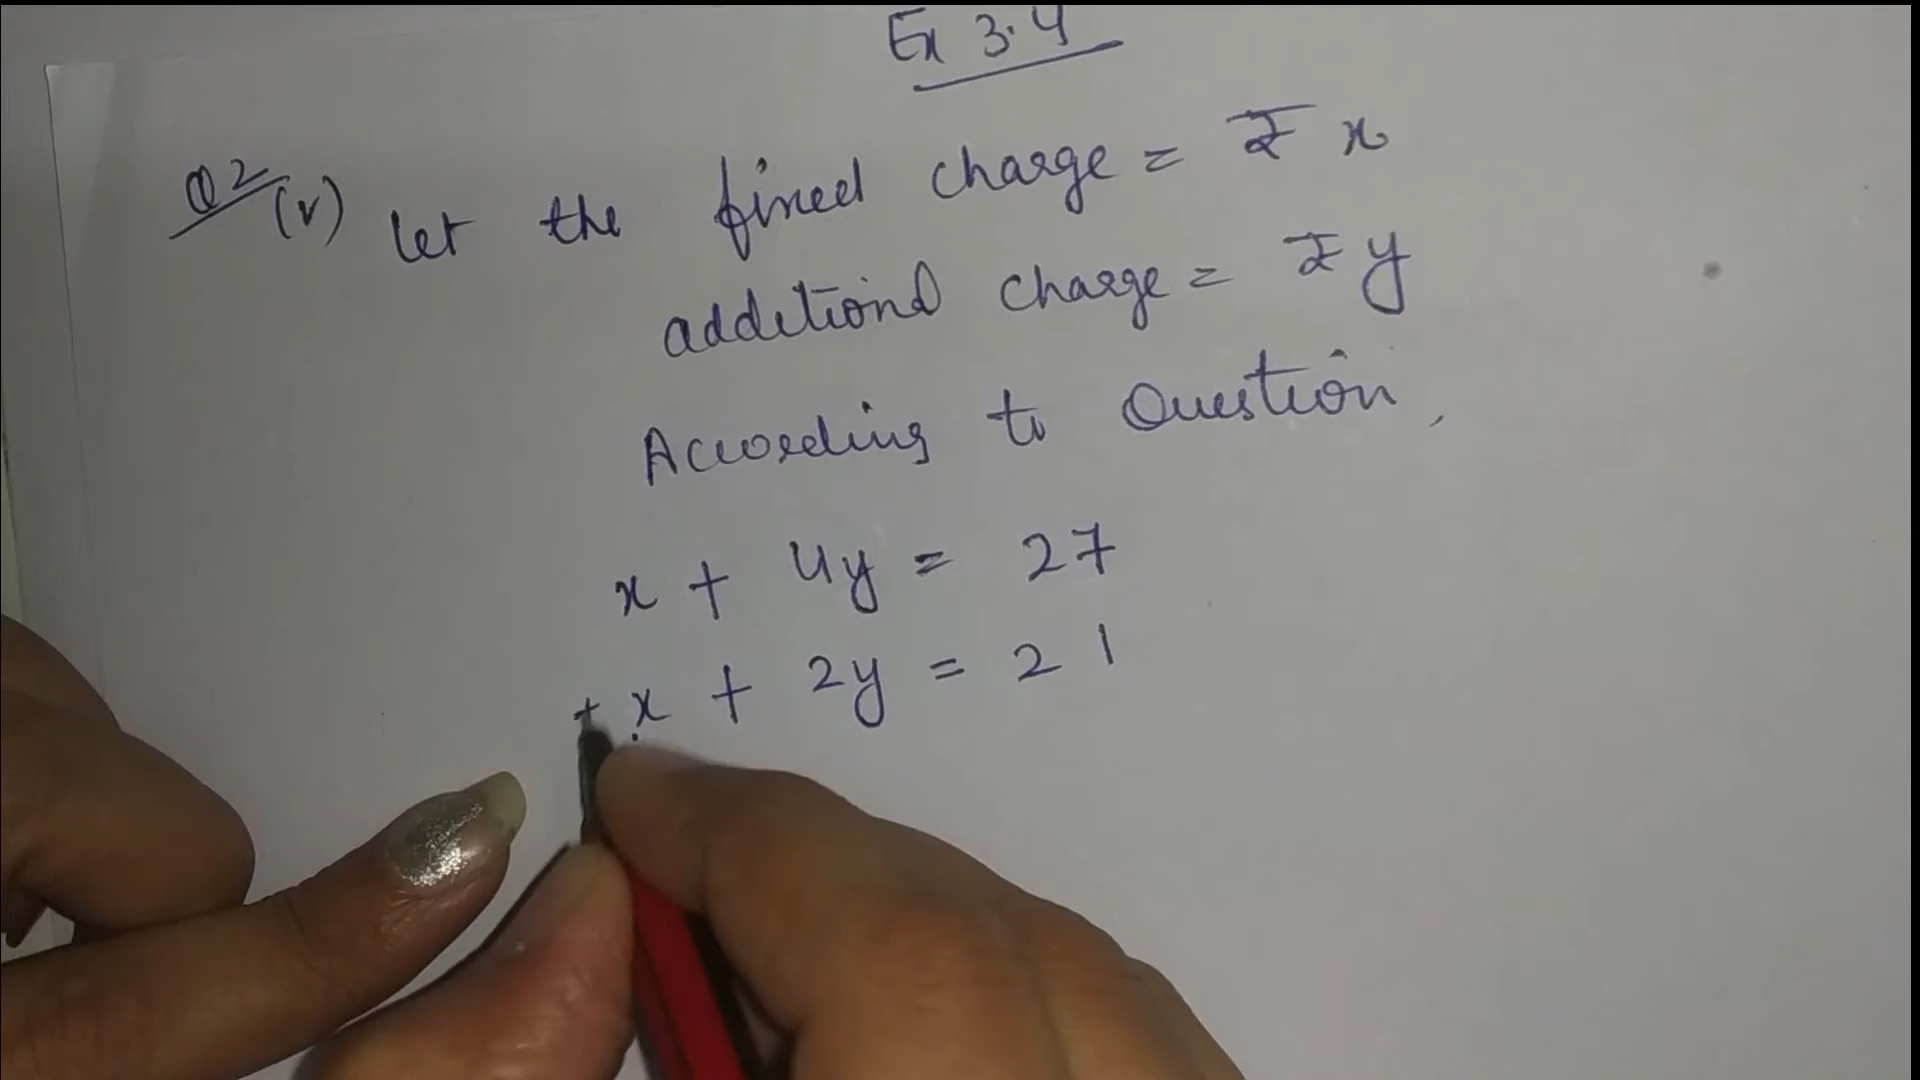 Ex 3.4
Q2 (v) let the fixed charge = ₹ x
additional charge = ₹ y
According to Question,
x + 4y = 27
+ x + 2y = 21